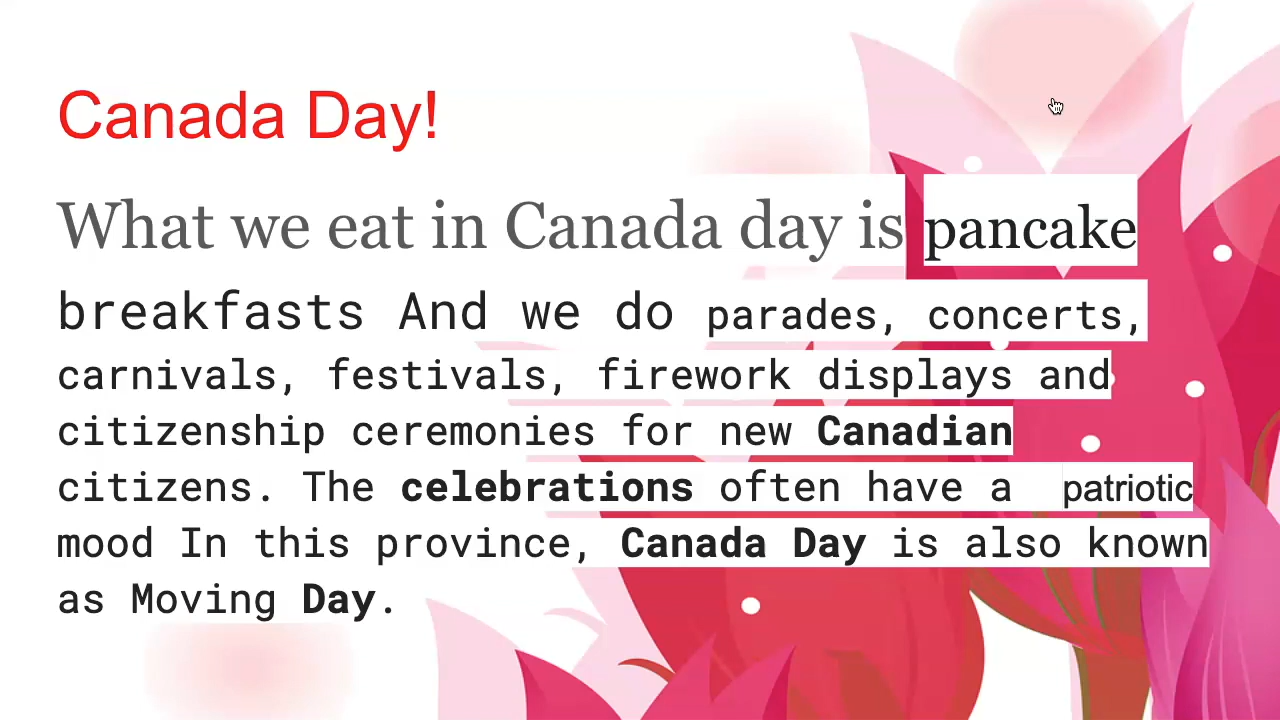 Canada Day!
What we eat in Canada day is pancake
breakfasts And we do parades, concerts,
carnivals, festivals, firework displays and
citizenship ceremonies for new Canadian
citizens. The celebrations often have a patriotic
mood In this province, Canada Day is also known
as Moving Day.